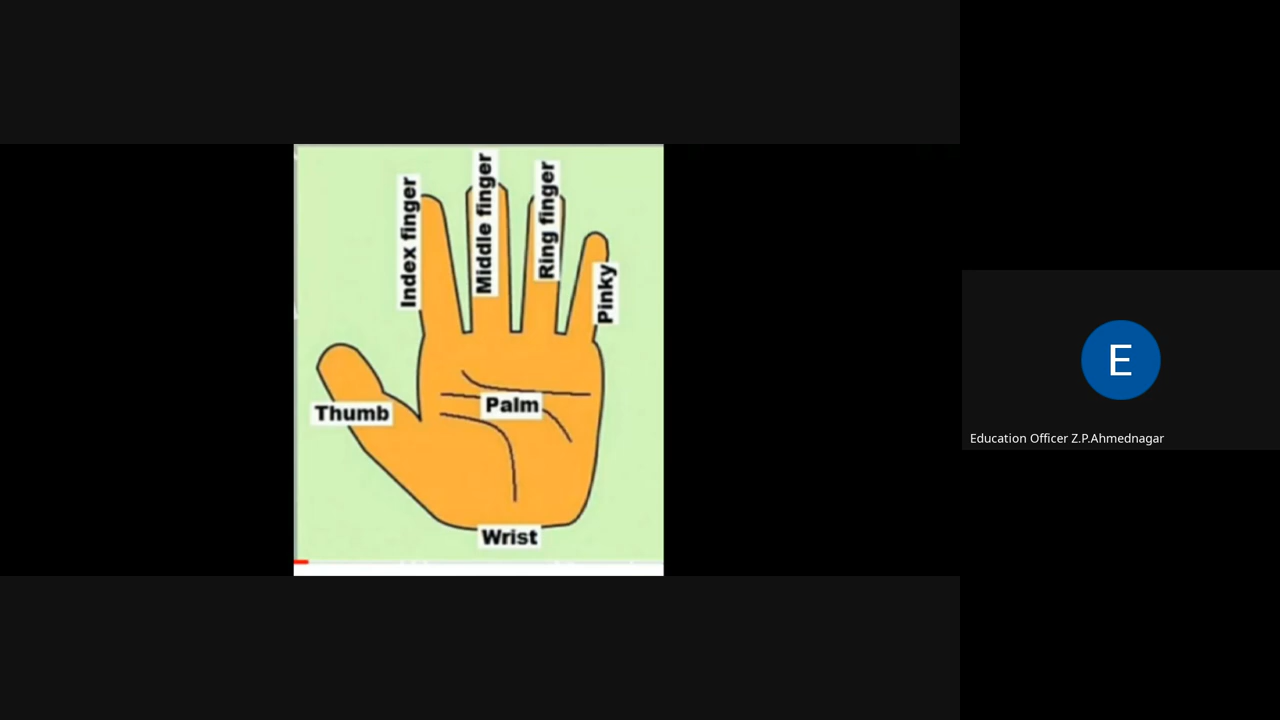 Index finger
Middle finger
Ring finger
Pinky
Thumb
Palm
Wrist
E
Education Officer Z.P.Ahmednagar